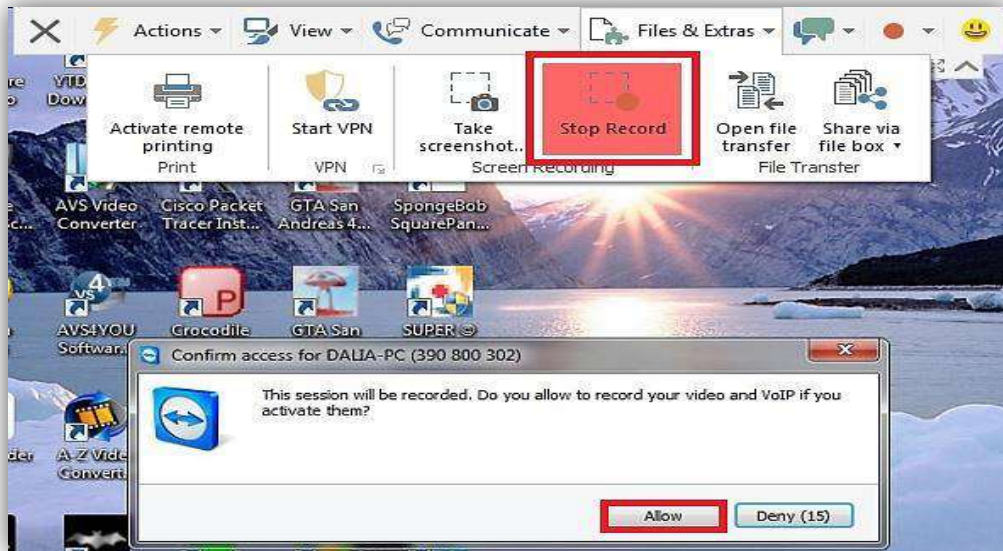 Actions View Communicate Files & Extras
Activate remote printing
Start VPN
Take screenshot..
Stop Record
Open file transfer
Share via file box
Print
VPN
Screen Recording
File Transfer
YTD
Dow
AVS Video Converter
Cisco Packet Tracer Inst...
GTA San Andreas 4...
SpongeBob SquarePan...
AVS4YOU Softwar
Crocodile
GTA San
SUPER ©
Confirm access for DALIA-PC (390 800 302)
This session will be recorded. Do you allow to record your video and VoIP if you
activate them?
A-Z Vide
Convert
Allow
Deny (15)